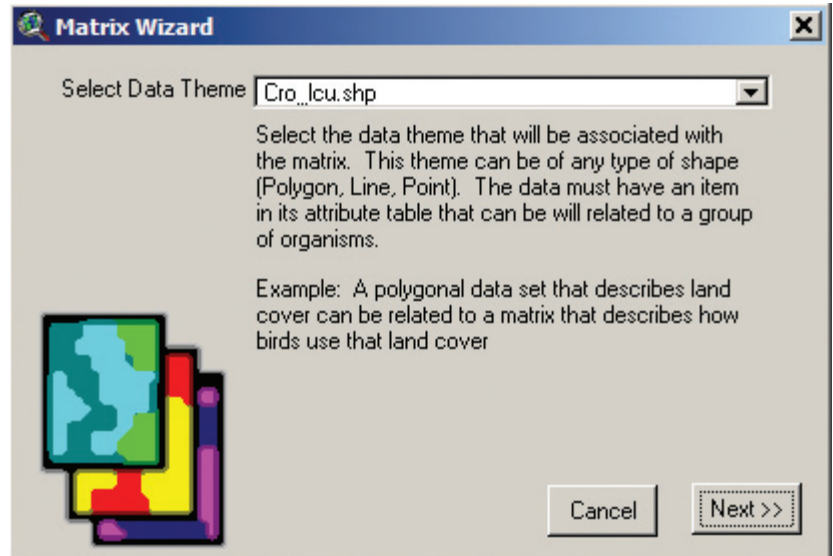 Matrix Wizard
Select Data Theme Cro_lcu.shp
Select the data theme that will be associated with
the matrix. This theme can be of any type of shape
(Polygon, Line, Point). The data must have an item
in its attribute table that can be will related to a group
of organisms.
Example: A polygonal data set that describes land
cover can be related to a matrix that describes how
birds use that land cover
Cancel Next >>